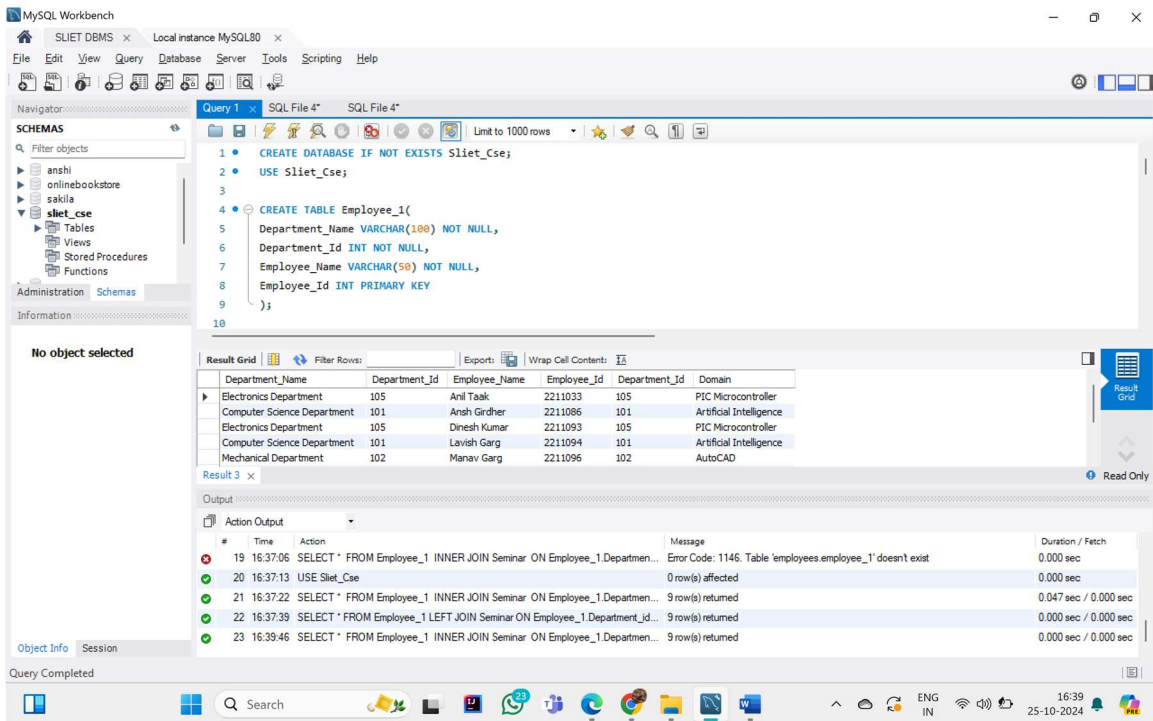 MySQL Workbench
SLIET DBMS × Local instance MySQL80 ×
File Edit View Query Database Server Tools Scripting Help
Navigator Query 1 × SQL File 4* SQL File 4*
SCHEMAS Limit to 1000 rows
Filter objects
anshi
onlinebookstore
sakila
sliet_cse
Tables
Views
Stored Procedures
Functions
Administration Schemas
Information
No object selected
Object Info Session
1 CREATE DATABASE IF NOT EXISTS Sliet_Cse;
2 USE Sliet_Cse;
3
4 CREATE TABLE Employee_1(
5 Department_Name VARCHAR(100) NOT NULL,
6 Department_Id INT NOT NULL,
7 Employee_Name VARCHAR(50) NOT NULL,
8 Employee_Id INT PRIMARY KEY
9 );
10
Result Grid Filter Rows: Export: Wrap Cell Content: IA
Department_Name Department_Id Employee_Name Employee_Id Department_Id Domain
Electronics Department 105 Anil Taak 2211033 105 PIC Microcontroller
Computer Science Department 101 Ansh Girdher 2211086 101 Artificial Intelligence
Electronics Department 105 Dinesh Kumar 2211093 105 PIC Microcontroller
Computer Science Department 101 Lavish Garg 2211094 101 Artificial Intelligence
Mechanical Department 102 Manav Garg 2211096 102 AutoCAD
Result Grid
Result 3 × Read Only
Output
Action Output
# Time Action Message Duration / Fetch
19 16:37:06 SELECT * FROM Employee_1 INNER JOIN Seminar ON Employee_1.Departmen... Error Code: 1146. Table 'employees.employee_1' doesn't exist 0.000 sec
20 16:37:13 USE Sliet_Cse 0 row(s) affected 0.000 sec
21 16:37:22 SELECT * FROM Employee_1 INNER JOIN Seminar ON Employee_1.Departmen... 9 row(s) returned 0.047 sec / 0.000 sec
22 16:37:39 SELECT * FROM Employee_1 LEFT JOIN Seminar ON Employee_1.Department_id... 9 row(s) returned 0.000 sec / 0.000 sec
23 16:39:46 SELECT * FROM Employee_1 INNER JOIN Seminar ON Employee_1.Departmen... 9 row(s) returned 0.000 sec / 0.000 sec
Query Completed
Search 23 ENG 16:39
IN 25-10-2024 PRE